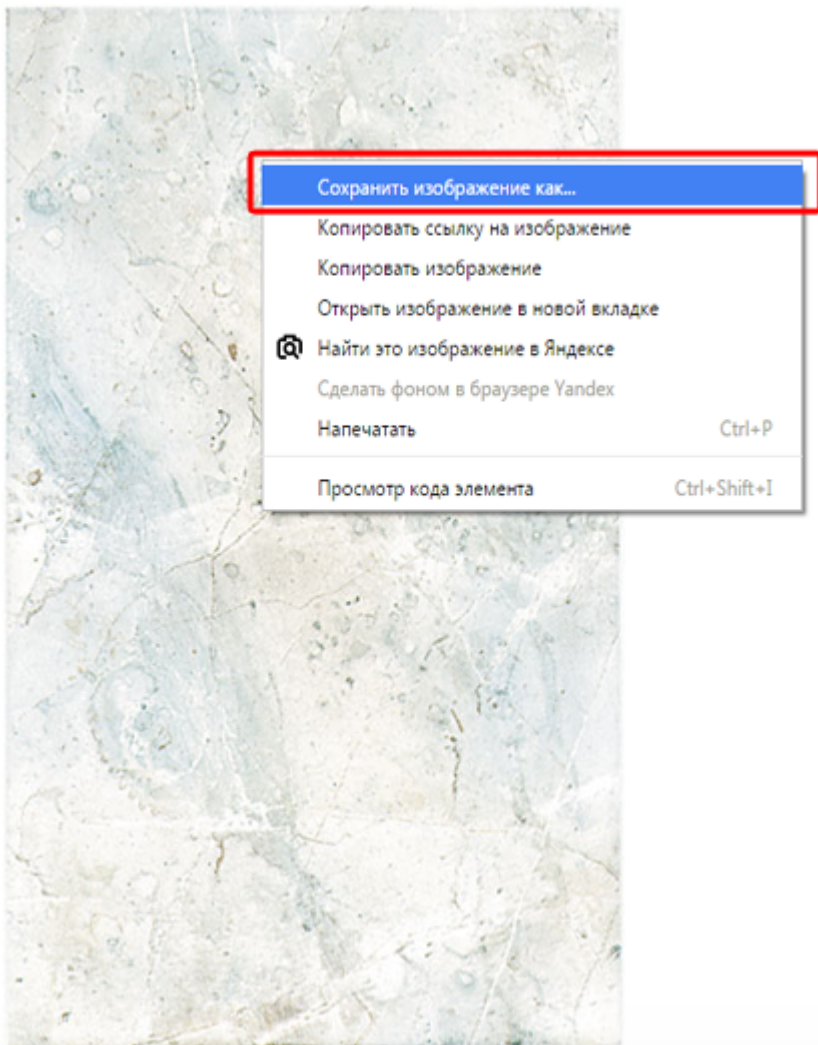 Сохранить изображение как...
Копировать ссылку на изображение
Копировать изображение
Открыть изображение в новой вкладке
Найти это изображение в Яндексе
Сделать фоном в браузере Yandex
Напечатать Ctrl+P
Просмотр кода элемента Ctrl+Shift+I